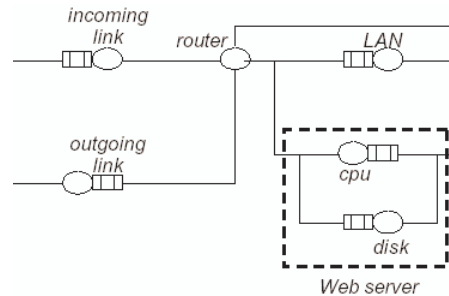 incoming
link
router
LAN
outgoing
link
cpu
disk
Web server